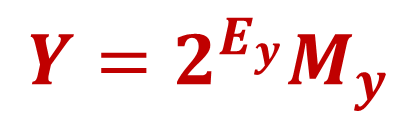 Y = 2^{E_y} M_y